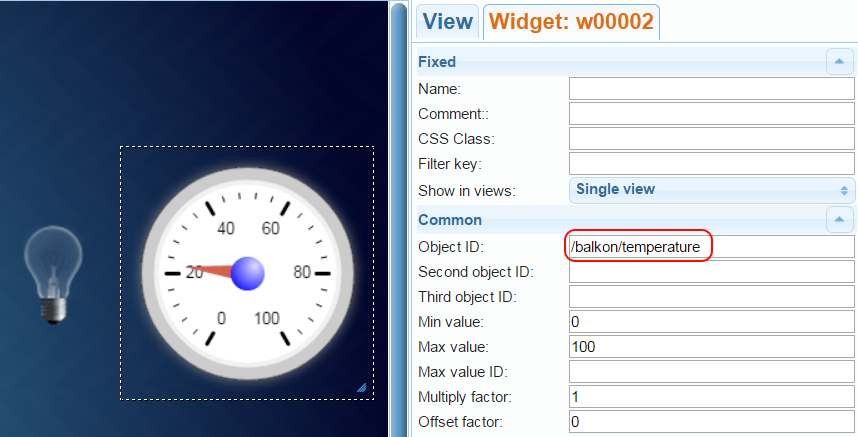 40 60
20 80
0 100
View Widget: w00002
Fixed
Name:
Comment::
CSS Class:
Filter key:
Show in views: Single view
Common
Object ID: /balkon/temperature
Second object ID:
Third object ID:
Min value: 0
Max value: 100
Max value ID:
Multiply factor: 1
Offset factor: 0